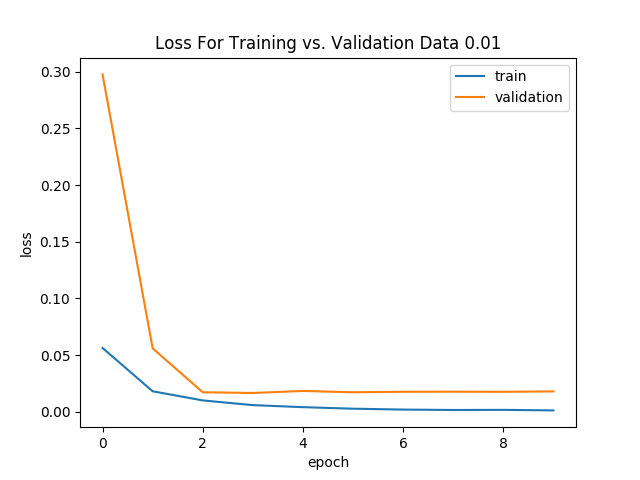 Loss For Training vs. Validation Data 0.01
train
validation
0.30
0.25
0.20
0.15
0.10
0.05
0.00
loss
0 2 4 6 8
epoch